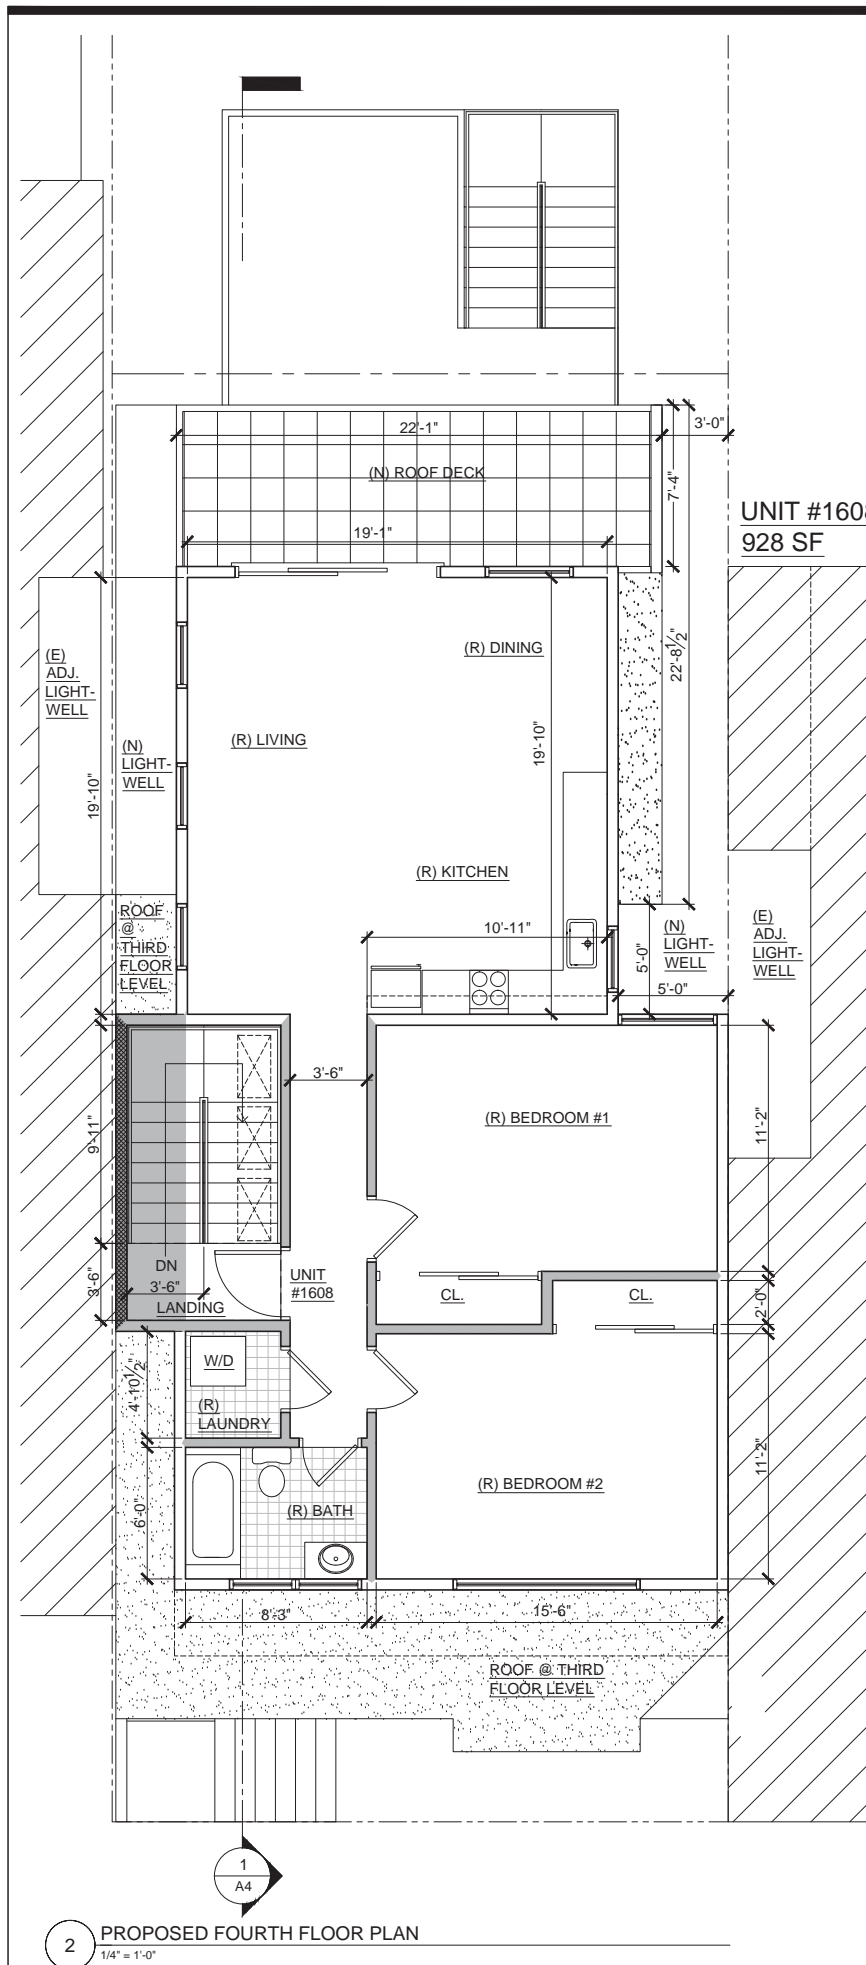 22'-1"
3'-0"
(N) ROOF DECK
7'-4"
UNIT #1608
928 SF
19'-1"
(R) DINING
22'-8 1/2"
(E)
ADJ.
LIGHT-
WELL
(N)
LIGHT-
WELL
(R) LIVING
19'-10"
19'-10"
(R) KITCHEN
ROOF
@
THIRD
FLOOR
LEVEL
10'-11"
5'-0"
(N)
LIGHT-
WELL
(E)
ADJ.
LIGHT-
WELL
5'-0"
3'-6"
(R) BEDROOM #1
11'-2"
9'-11"
DN
3'-6"
3'-6"
LANDING
UNIT
#1608
CL.
CL.
2'-0"
W/D
4'-10 1/2"
(R)
LAUNDRY
(R) BEDROOM #2
11'-2"
6'-0"
(R) BATH
8'-3"
15'-6"
ROOF @ THIRD
FLOOR LEVEL
1
A4
2
PROPOSED FOURTH FLOOR PLAN
1/4" = 1'-0"